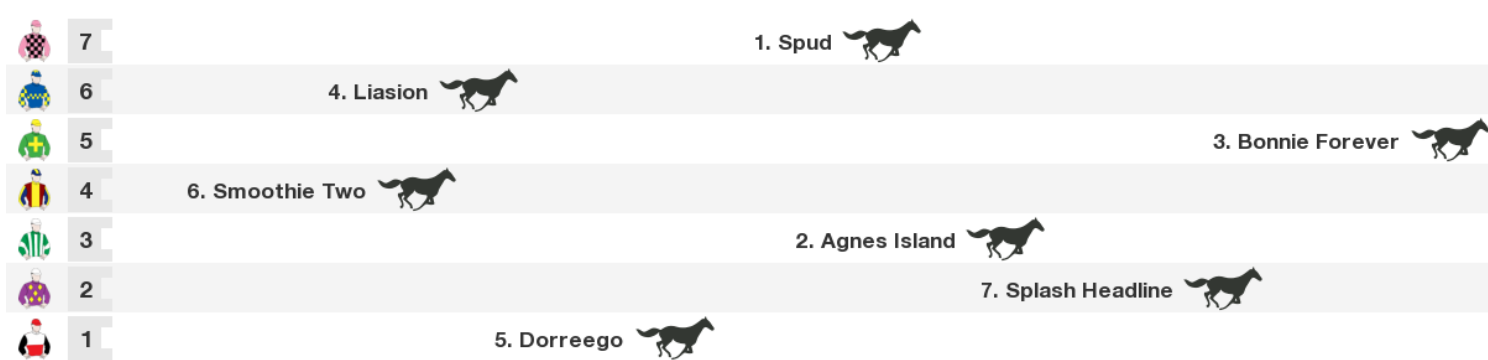 7 1. Spud
6 4. Liasion
5 3. Bonnie Forever
4 6. Smoothie Two
3 2. Agnes Island
2 7. Splash Headline
1 5. Dorreego